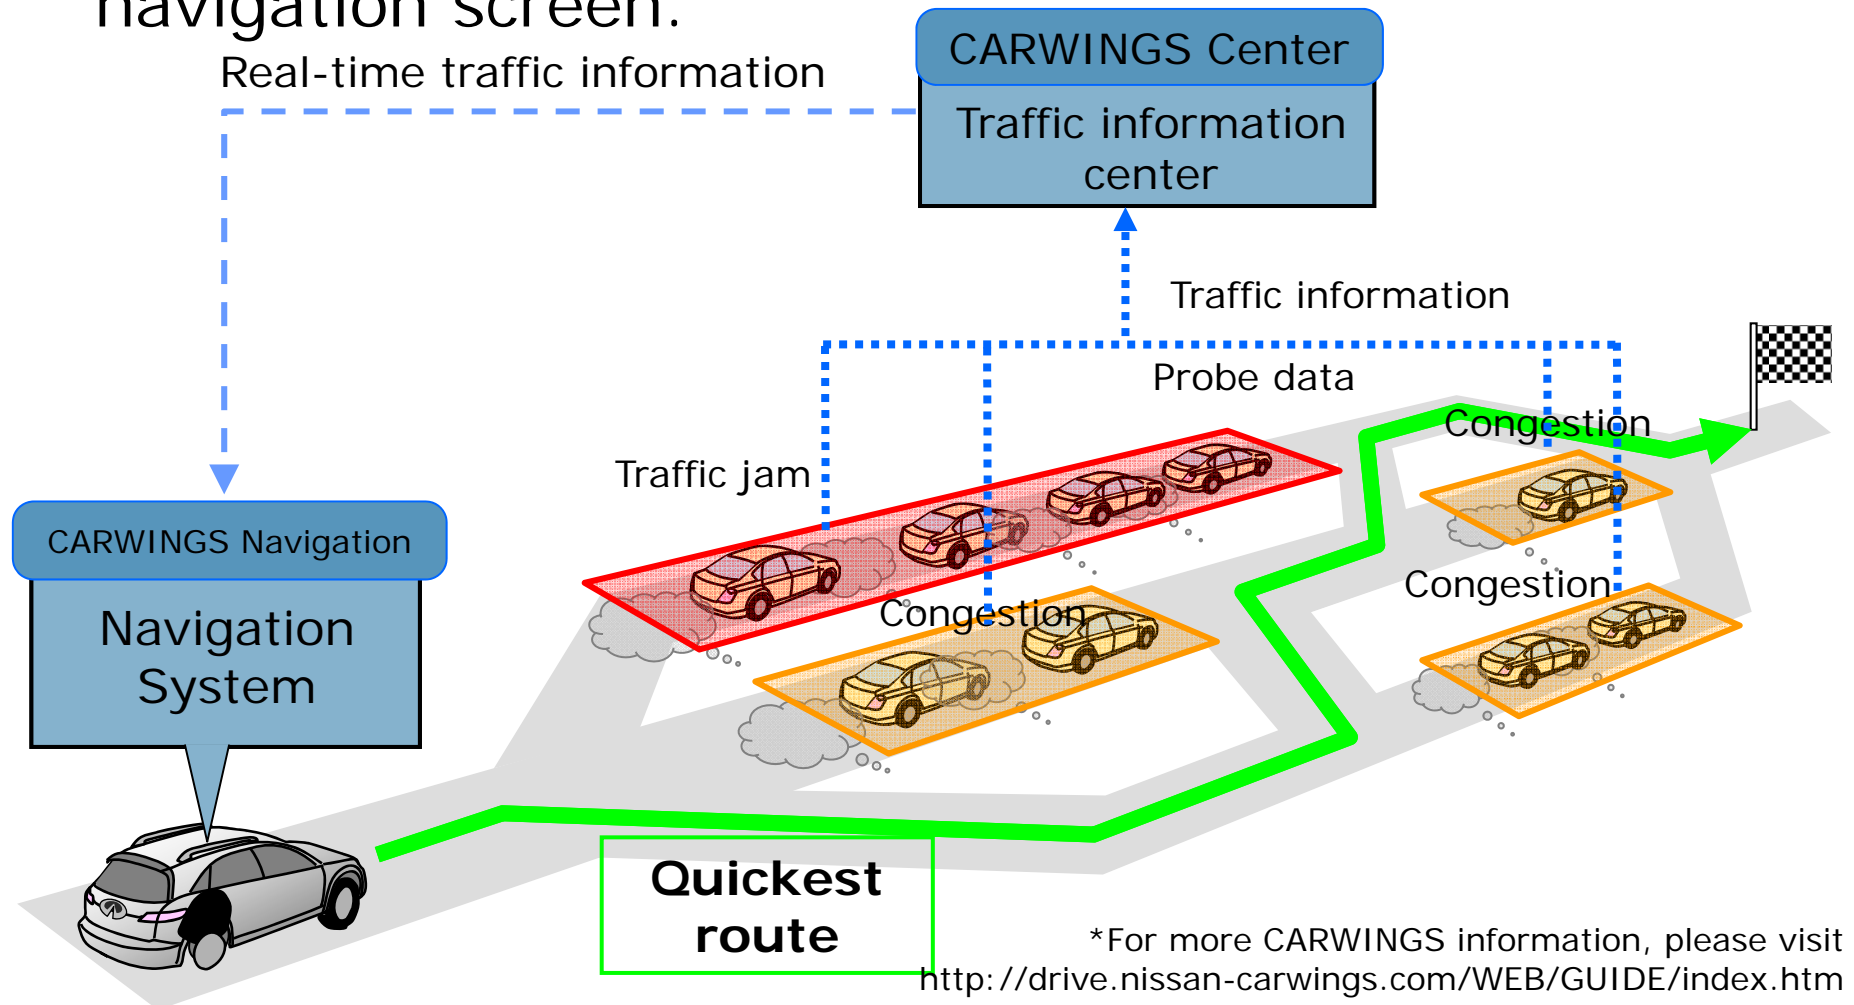 navigation screen.
Real-time traffic information
CARWINGS Center
Traffic information
center
Traffic information
Probe data
Congestion
Traffic jam
CARWINGS Navigation
Navigation
System
Congestion
Congestion
Quickest
route
*For more CARWINGS information, please visit
http://drive.nissan-carwings.com/WEB/GUIDE/index.htm